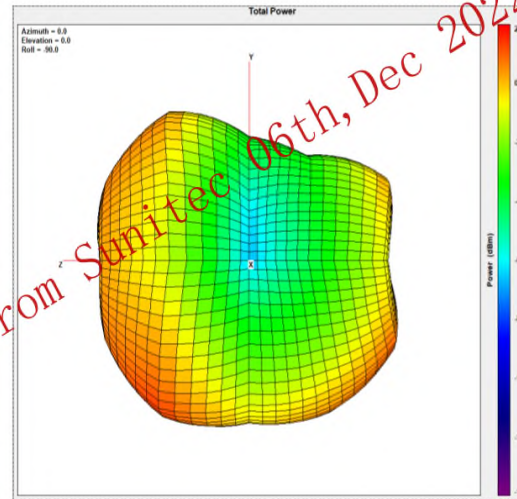 Total Power
Azimuth = 0.0
Elevation = 0.0
Roll = -90.0
Y
Z
X
Power (dBm)
rom Sunitec 06th, Dec 202